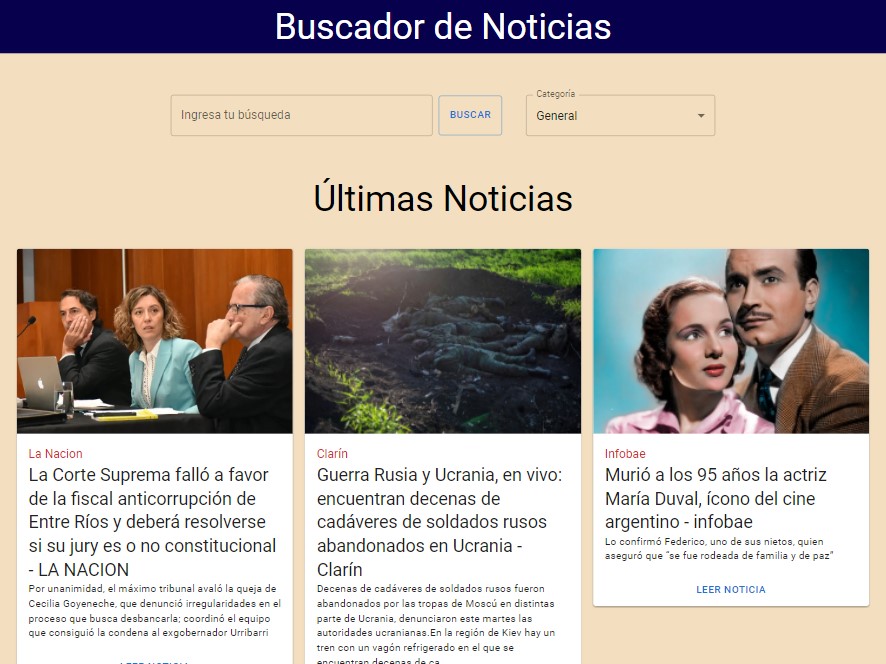 Buscador de Noticias
Ingresa tu búsqueda
BUSCAR
Categoría
General
Últimas Noticias
La Nacion
La Corte Suprema falló a favor
de la fiscal anticorrupción de
Entre Ríos y deberá resolverse
si su jury es o no constitucional
- LA NACION
Por unanimidad, el máximo tribunal avaló la queja de
Cecilia Goyeneche, que denunció irregularidades en el
proceso que busca desbancarla; coordinó el equipo
que consiguió la condena al exgobernador Urribarri
LEER NOTICIA
Clarín
Guerra Rusia y Ucrania, en vivo:
encuentran decenas de
cadáveres de soldados rusos
abandonados en Ucrania -
Clarín
Decenas de cadáveres de soldados rusos fueron
abandonados por las tropas de Moscú en distintas
parte de Ucrania, denunciaron este martes las
autoridades ucranianas.En la región de Kiev hay un
tren con un vagón refrigerado en el que se
encuentran decenas de ca
Infobae
Murió a los 95 años la actriz
María Duval, ícono del cine
argentino - infobae
Lo confirmó Federico, uno de sus nietos, quien
aseguró que “se fue rodeada de familia y de paz”
LEER NOTICIA